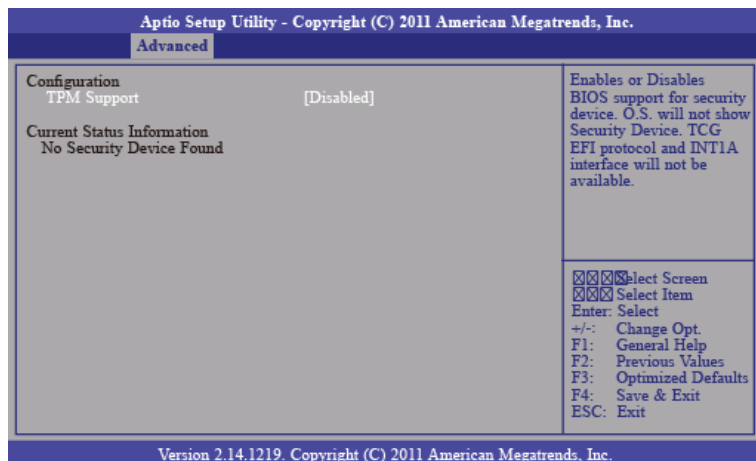 Aptio Setup Utility - Copyright (C) 2011 American Megatrends, Inc.
Advanced
Configuration
TPM Support [Disabled]
Current Status Information
No Security Device Found
Enables or Disables
BIOS support for security
device. O.S. will not show
Security Device. TCG
EFI protocol and INT1A
interface will not be
available.
elect Screen
Select Item
Enter: Select
+/-: Change Opt.
F1: General Help
F2: Previous Values
F3: Optimized Defaults
F4: Save & Exit
ESC: Exit
Version 2.14.1219. Copyright (C) 2011 American Megatrends, Inc.